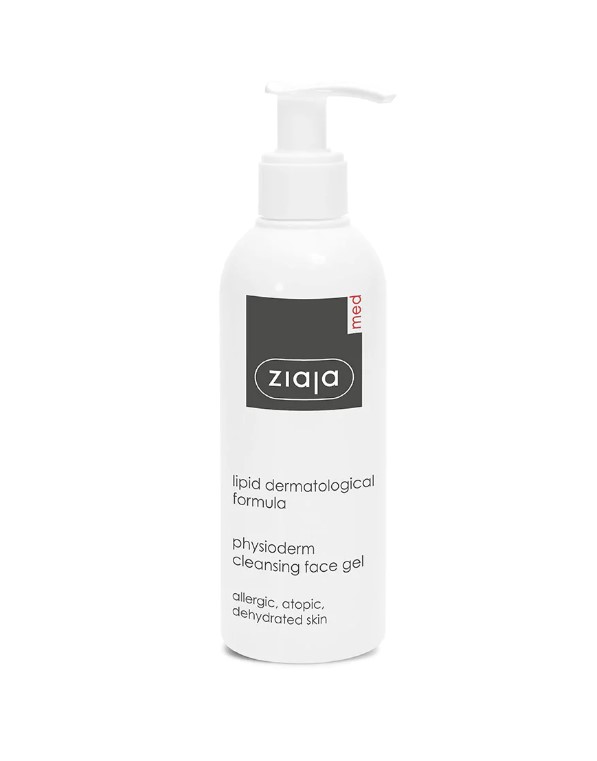 med
ziaja
lipid dermatological
formula
physioderm
cleansing face gel
allergic, atopic,
dehydrated skin